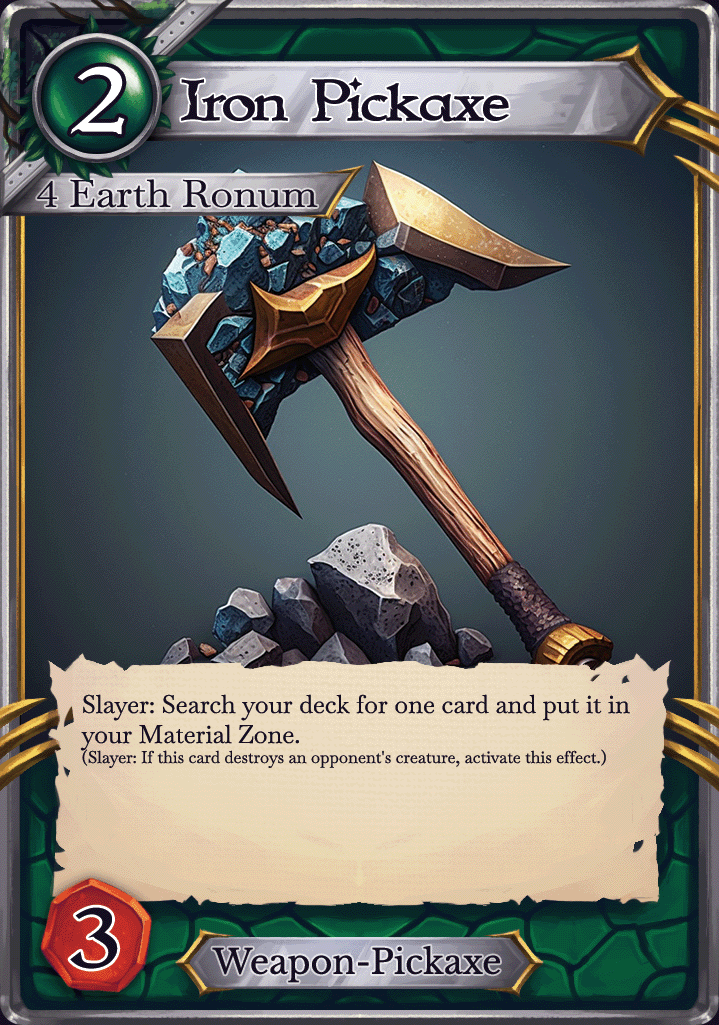 2
Iron Pickaxe
4 Earth Ronum
Slayer: Search your deck for one card and put it in
your Material Zone.
(Slayer: If this card destroys an opponent's creature, activate this effect.)
3
Weapon-Pickaxe